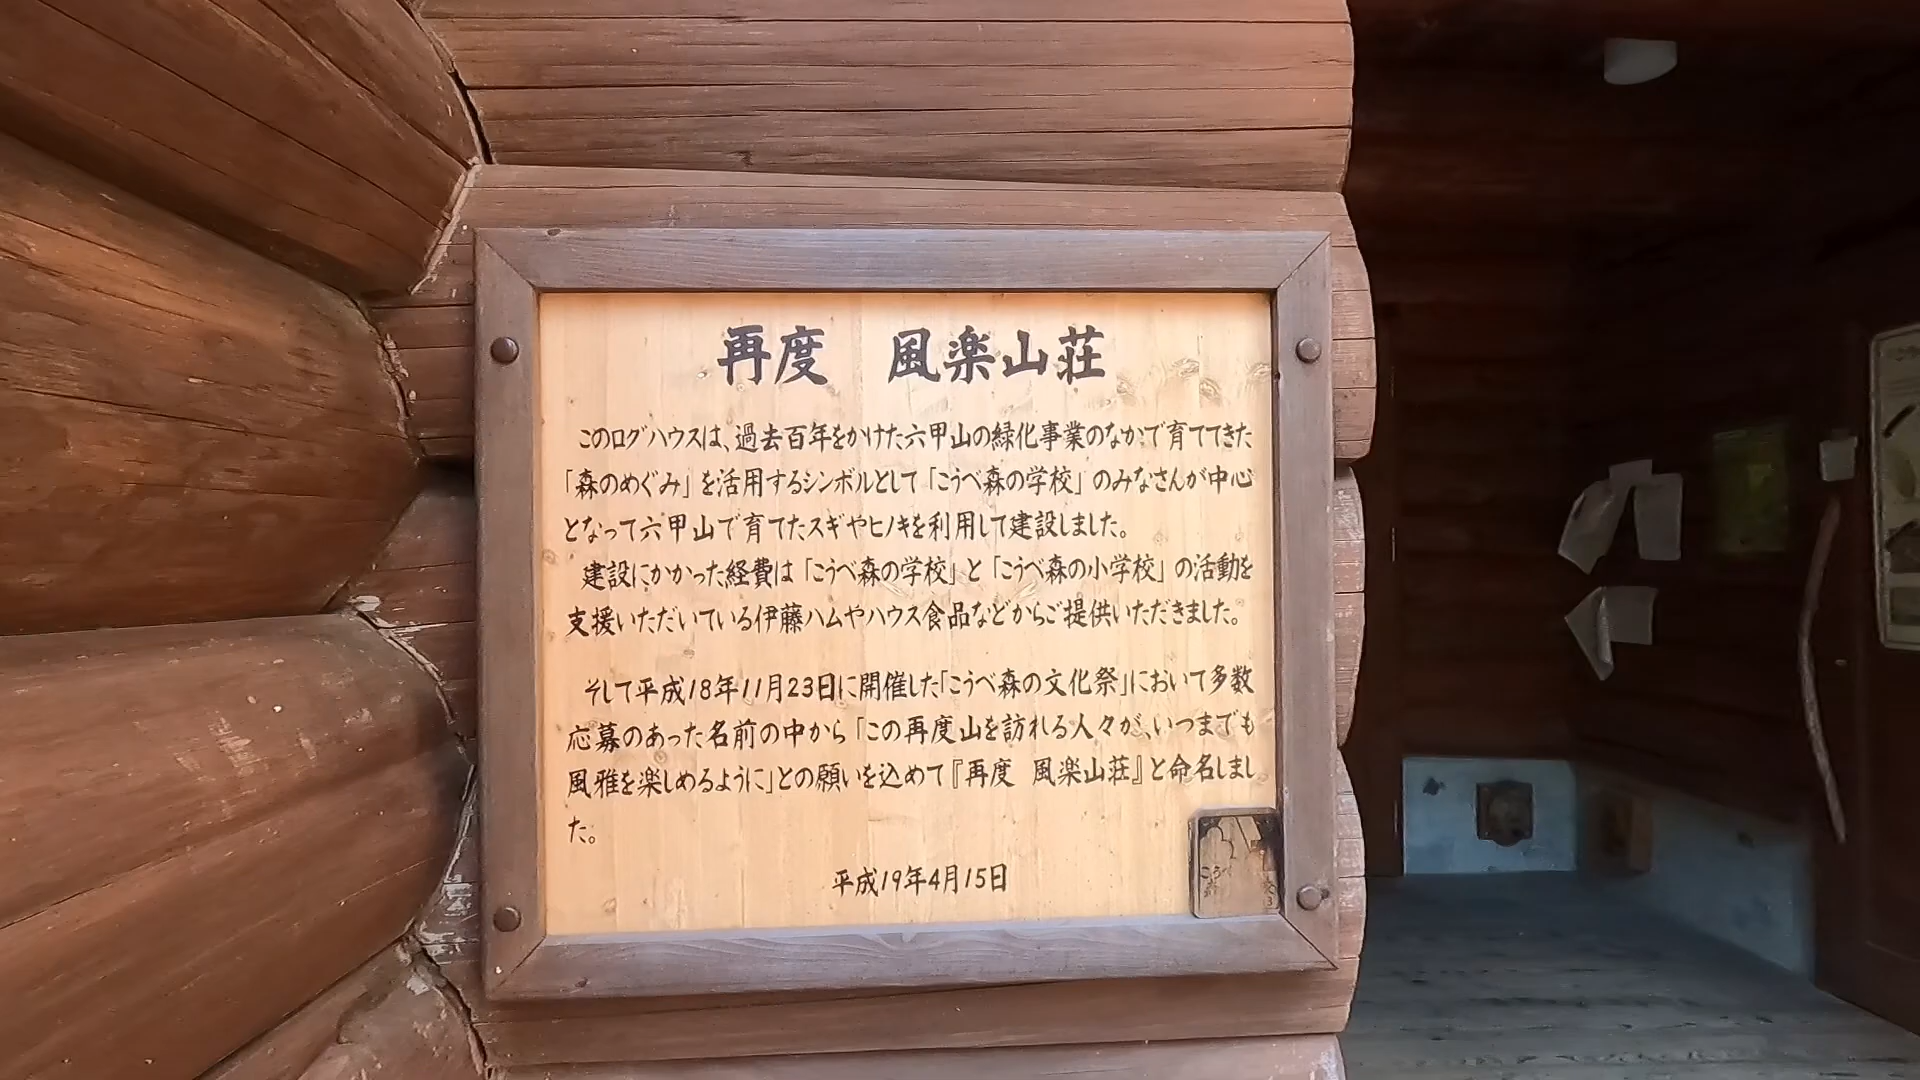 再度　風楽山荘
このログハウスは、過去百年をかけた六甲山の緑化事業のなかで育ててきた
「森のめぐみ」を活用するシンボルとして「こうべ森の学校」のみなさんが中心
となって六甲山で育てたスギやヒノキを利用して建設しました。
建設にかかった経費は「こうべ森の学校」と「こうべ森の小学校」の活動を
支援いただいている伊藤ハムやハウス食品などからご提供いただきました。
そして平成18年11月23日に開催した「こうべ森の文化祭」において多数
応募のあった名前の中から「この再度山を訪れる人々が、いつまでも
風雅を楽しめるように」との願いを込めて『再度　風楽山荘』と命名しまし
た。
平成19年4月15日